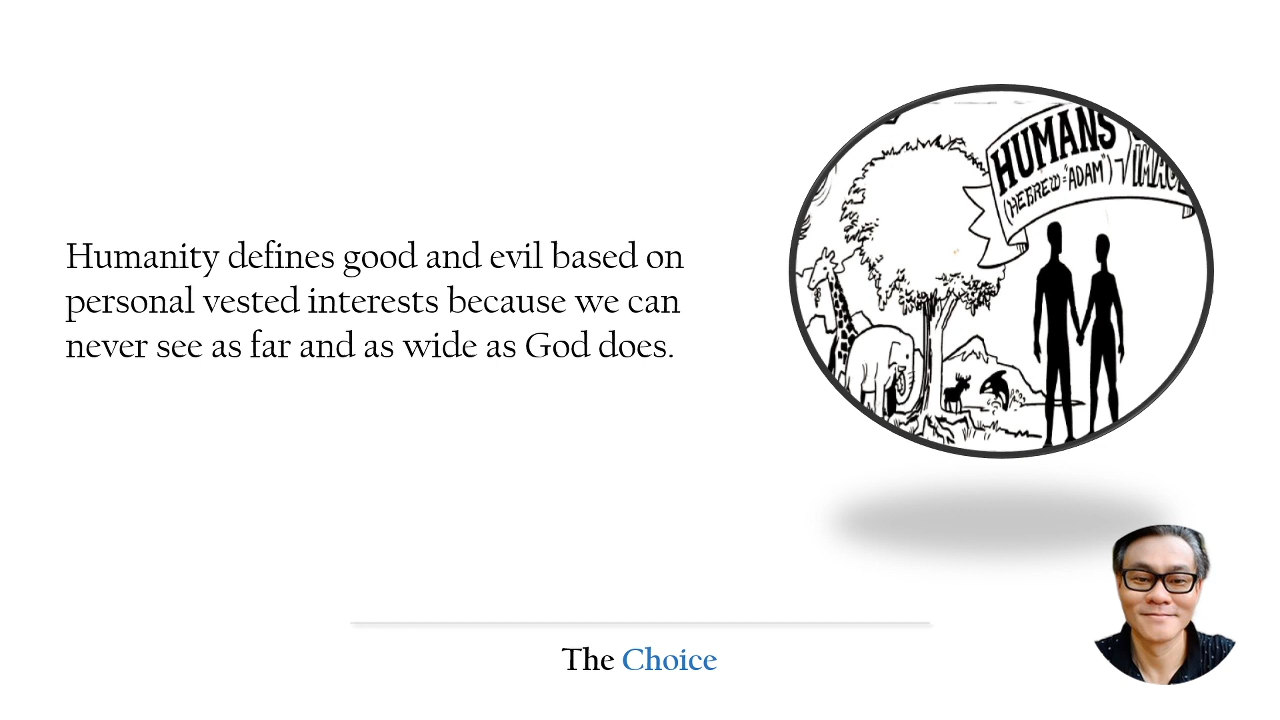 Humanity defines good and evil based on
personal vested interests because we can
never see as far and as wide as God does.
HUMANS
(HEBREW="ADAM")
The Choice